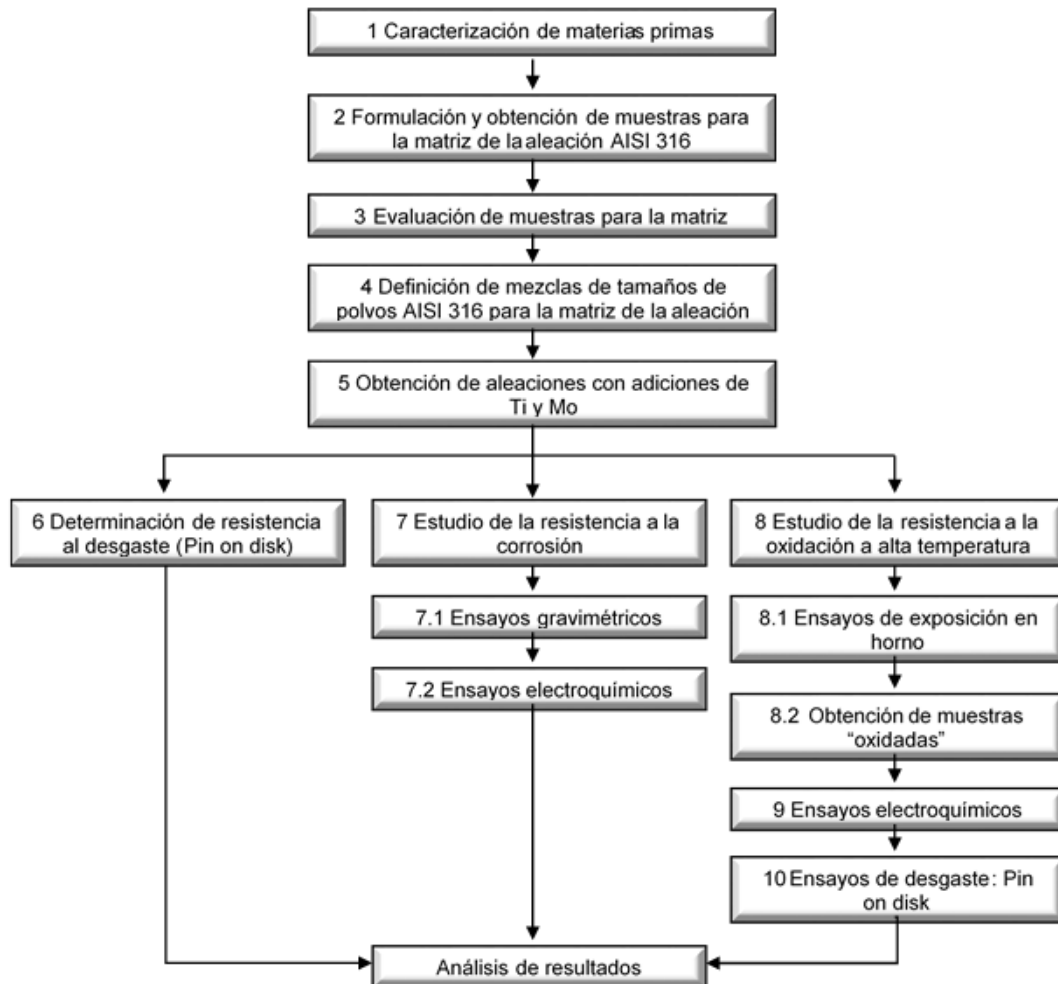 1 Caracterización de materias primas
2 Formulación y obtención de muestras para
la matriz de la aleación AISI 316
3 Evaluación de muestras para la matriz
4 Definición de mezclas de tamaños de
polvos AISI 316 para la matriz de la aleación
5 Obtención de aleaciones con adiciones de
Ti y Mo
6 Determinación de resistencia
al desgaste (Pin on disk)
7 Estudio de la resistencia a la
corrosión
7.1 Ensayos gravimétricos
7.2 Ensayos electroquímicos
8 Estudio de la resistencia a la
oxidación a alta temperatura
8.1 Ensayos de exposición en
horno
8.2 Obtención de muestras
“oxidadas”
9 Ensayos electroquímicos
10 Ensayos de desgaste: Pin
on disk
Análisis de resultados